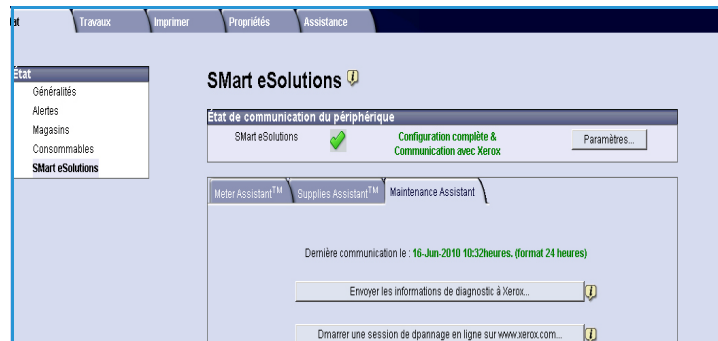 at Travaux Imprimer Propriétés Assistance
État
Généralités
Alertes
Magasins
Consommables
SMart eSolutions
SMart eSolutions
État de communication du périphérique
SMart eSolutions Configuration complète & Communication avec Xerox Paramètres...
Meter Assistant™ Supplies Assistant™ Maintenance Assistant
Dernière communication le : 16-Jun-2010 10:32heures. (format 24 heures)
Envoyer les informations de diagnostic à Xerox...
Dmarrer une session de dpannage en ligne sur www.xerox.com...